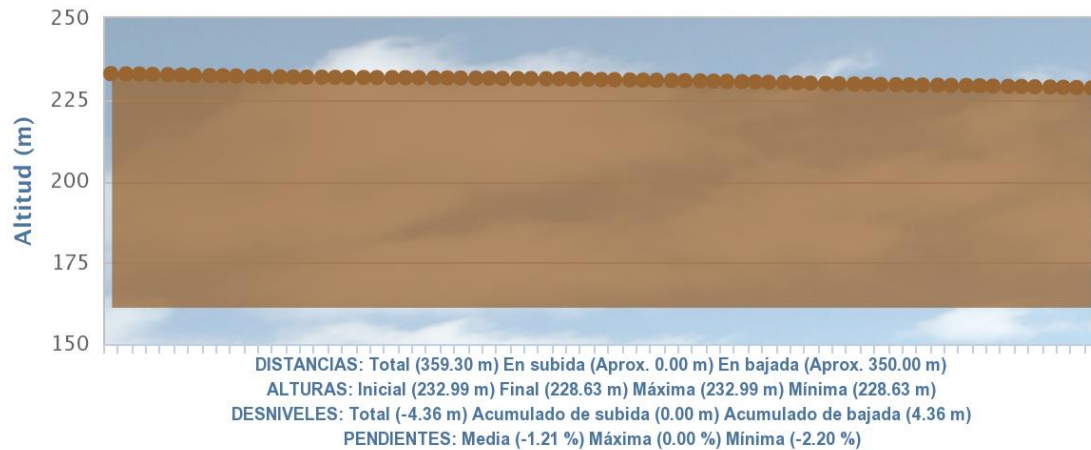 250
225
Altitud (m)
200
175
150
DISTANCIAS: Total (359.30 m) En subida (Aprox. 0.00 m) En bajada (Aprox. 350.00 m)
ALTURAS: Inicial (232.99 m) Final (228.63 m) Máxima (232.99 m) Mínima (228.63 m)
DESNIVELES: Total (-4.36 m) Acumulado de subida (0.00 m) Acumulado de bajada (4.36 m)
PENDIENTES: Media (-1.21 %) Máxima (0.00 %) Mínima (-2.20 %)